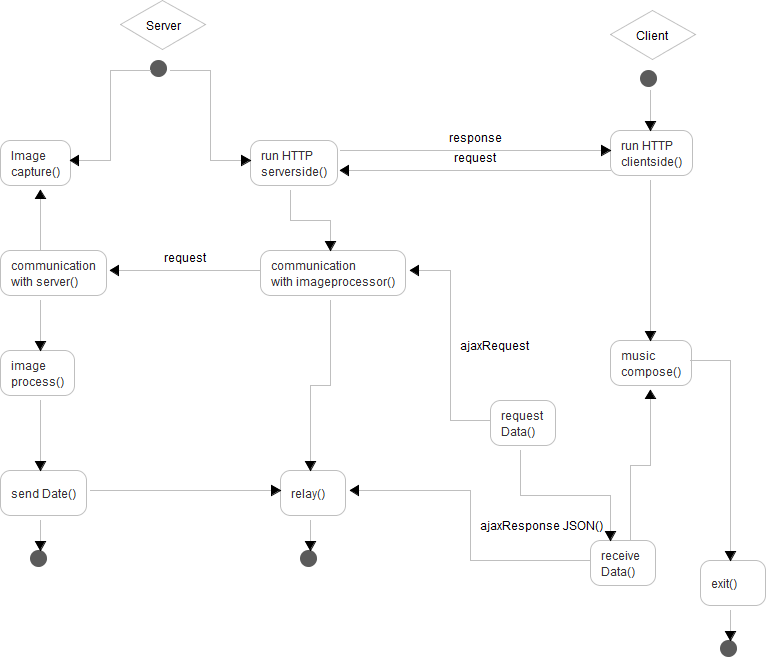 Server
Client
Image
capture()
run HTTP
serverside()
response
request
run HTTP
clientside()
communication
with server()
request
communication
with imageprocessor()
ajaxRequest
image
process()
music
compose()
request
Data()
send Date()
relay()
ajaxResponse JSON()
receive
Data()
exit()